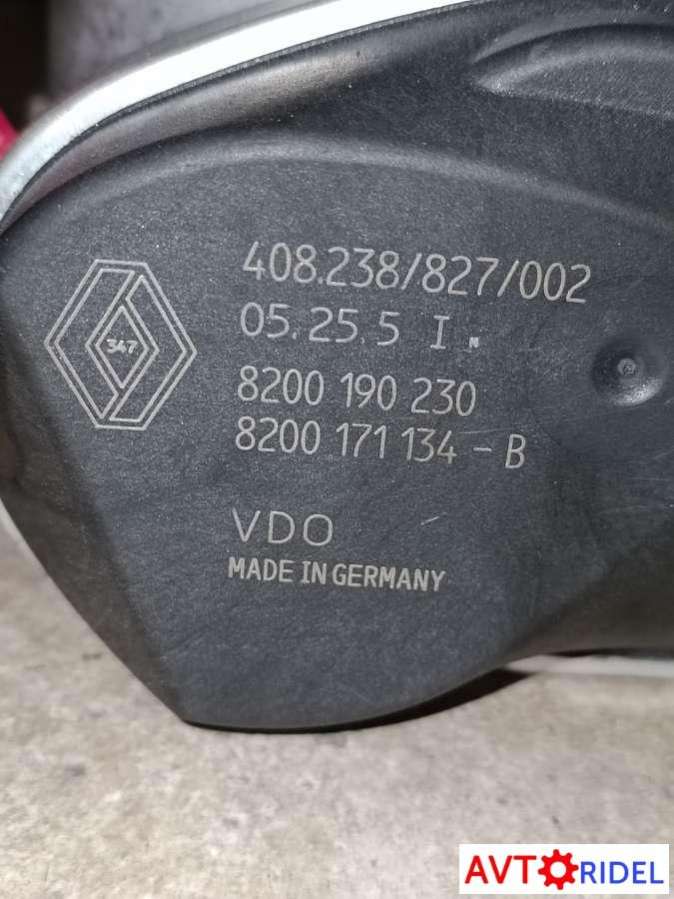 408.238/827/002
05.25.5 I
347
8200 190 230
8200 171 134 - B
VDO
MADE IN GERMANY
AVTORIDEL